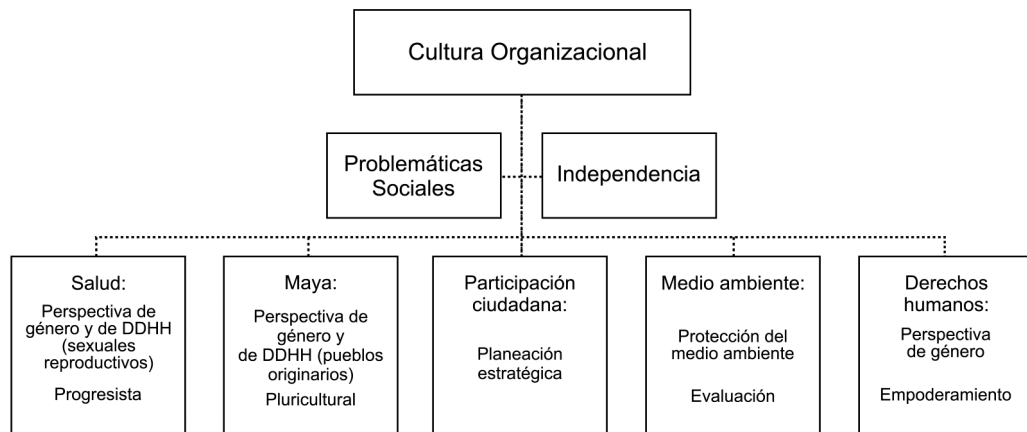 Cultura Organizacional
Problemáticas
Sociales
Independencia
Salud:
Perspectiva de
género y de DDHH
(sexuales
reproductivos)
Progresista
Maya:
Perspectiva de
género y
de DDHH (pueblos
originarios)
Pluricultural
Participación
ciudadana:
Planeación
estratégica
Medio ambiente:
Protección del
medio ambiente
Evaluación
Derechos
humanos:
Perspectiva
de género
Empoderamiento